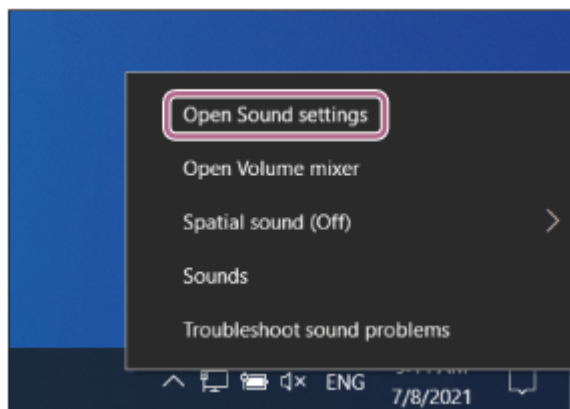 Open Sound settings
Open Volume mixer
Spatial sound (Off)
Sounds
Troubleshoot sound problems
ENG
7/8/2021